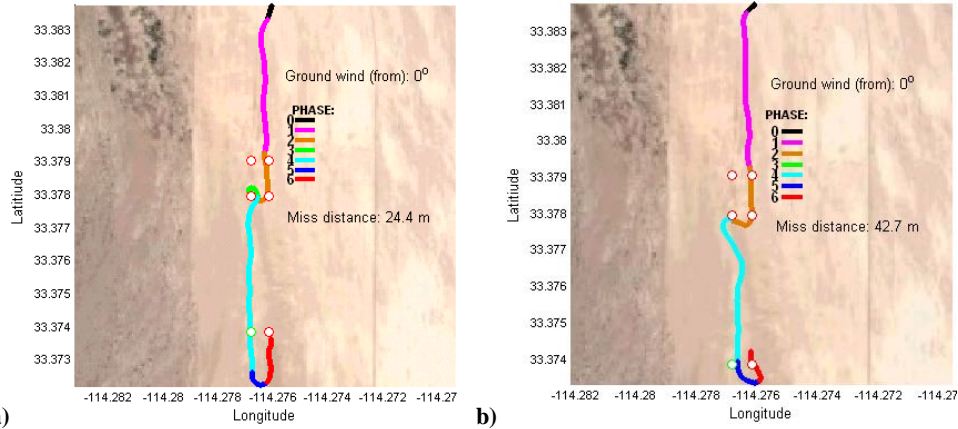 33.383
33.382
33.381
33.38
33.379
33.378
33.377
33.376
33.375
33.374
33.373
Latitiude
Ground wind (from): 0°
PHASE:
0
1
2
3
4
5
6
Miss distance: 24.4 m
-114.282 -114.28 -114.278 -114.276 -114.274 -114.272 -114.27
Longitude
)
33.383
33.382
33.381
33.38
33.379
33.378
33.377
33.376
33.375
33.374
Latitiude
Ground wind (from): 0°
PHASE:
0
1
2
3
4
5
6
Miss distance: 42.7 m
-114.282 -114.28 -114.278 -114.276 -114.274 -114.272 -114.27
Longitude
b)